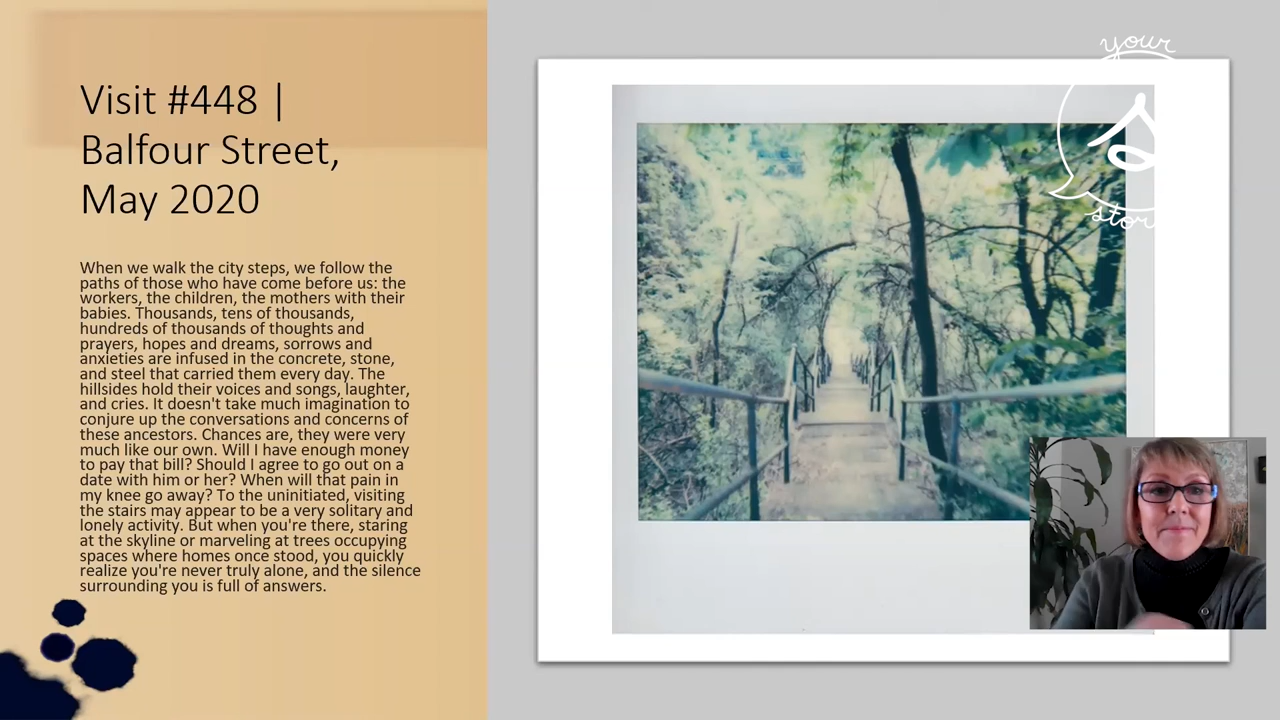 Visit #448 |
Balfour Street,
May 2020
When we walk the city steps, we follow the
paths of those who have come before us: the
workers, the children, the mothers with their
babies. Thousands, tens of thousands,
hundreds of thousands of thoughts and
prayers, hopes and dreams, sorrows and
anxieties are infused in the concrete, stone,
and steel that carried them every day. The
hillsides hold their voices and songs, laughter,
and cries. It doesn't take much imagination to
conjure up the conversations and concerns of
these ancestors. Chances are, they were very
much like our own. Will I have enough money
to pay that bill? Should I agree to go out on a
date with him or her? When will that pain in
my knee go away? To the uninitiated, visiting
the stairs may appear to be a very solitary and
lonely activity. But when you're there, staring
at the skyline or marveling at trees occupying
spaces where homes once stood, you quickly
realize you're never truly alone, and the silence
surrounding you is full of answers.
your